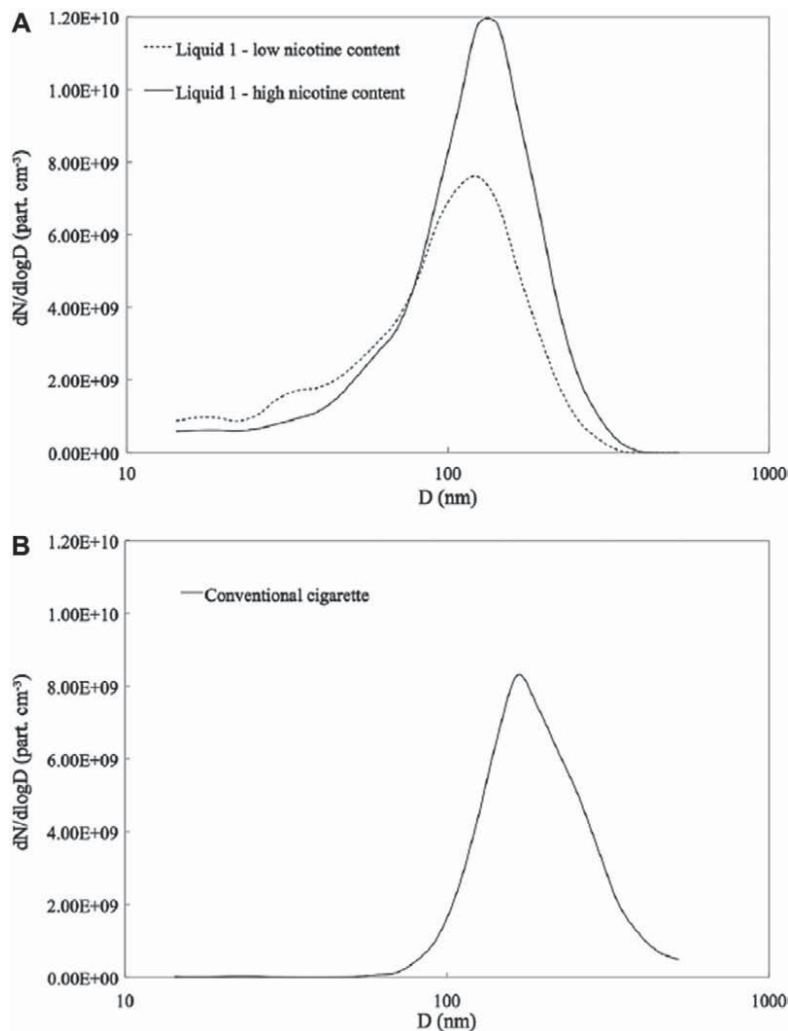 A
1.20E+10
Liquid 1 - low nicotine content
Liquid 1 - high nicotine content
1.00E+10
8.00E+09
6.00E+09
4.00E+09
2.00E+09
0.00E+00
dN/dlogD (part. cm⁻³)
10
100
1000
D (nm)
B
1.20E+10
Conventional cigarette
1.00E+10
8.00E+09
6.00E+09
4.00E+09
2.00E+09
0.00E+00
dN/dlogD (part. cm⁻³)
10
100
1000
D (nm)